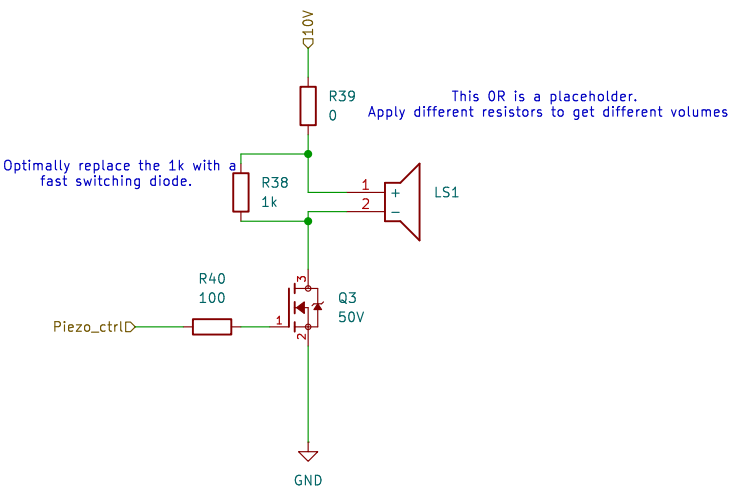 10V
R39
0
This 0R is a placeholder.
Apply different resistors to get different volumes
Optimally replace the 1k with a
fast switching diode.
R38
1k
1
2
+
−
LS1
R40
100
3
Q3
50V
Piezo_ctrl
1
2
GND